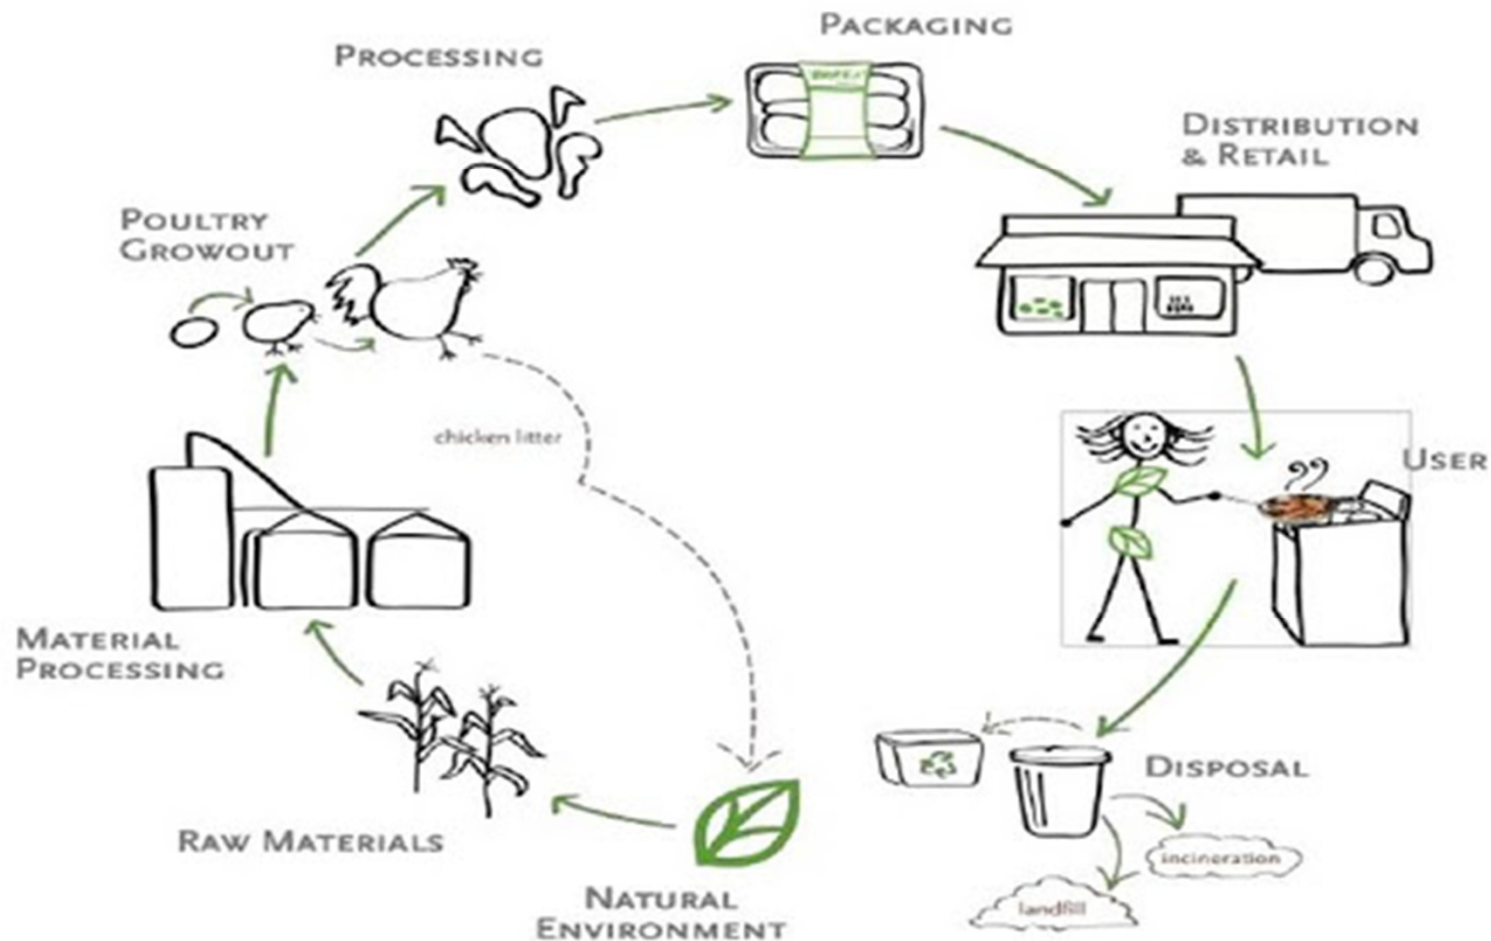 PACKAGING
PROCESSING
DISTRIBUTION
& RETAIL
POULTRY
GROWOUT
chicken litter
USER
MATERIAL
PROCESSING
DISPOSAL
RAW MATERIALS
incineration
landfill
NATURAL
ENVIRONMENT